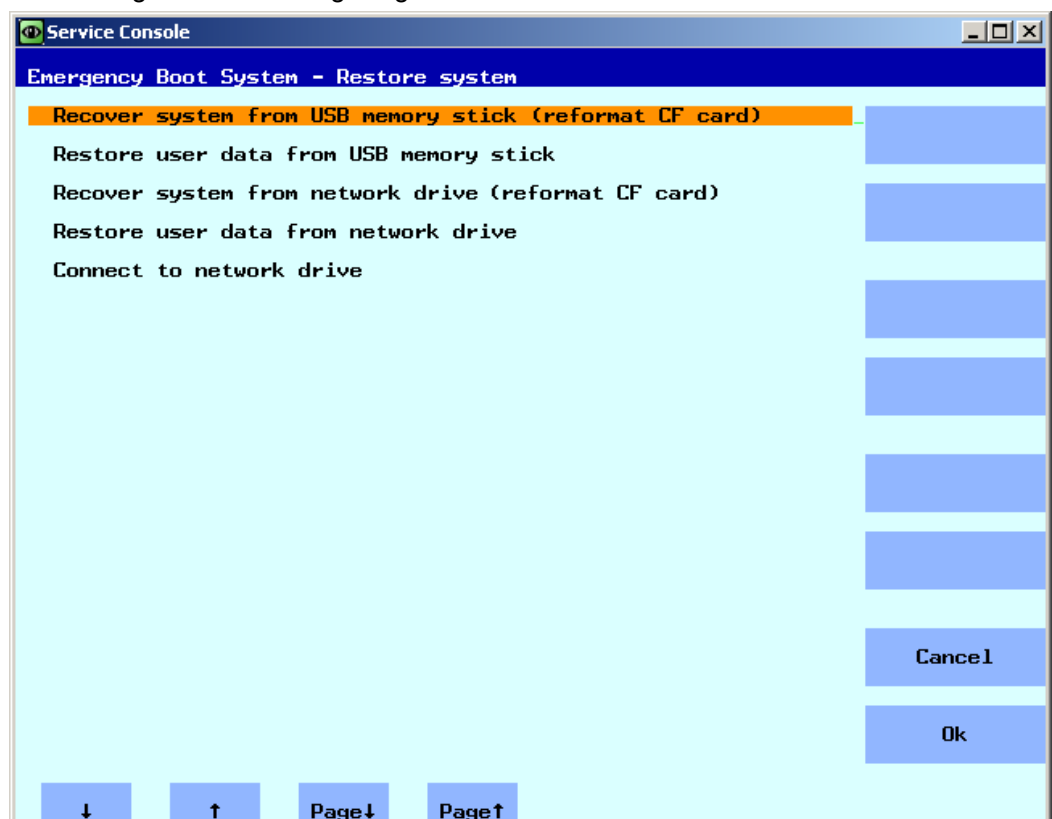 Service Console
Emergency Boot System - Restore system
Recover system from USB memory stick (reformat CF card)
Restore user data from USB memory stick
Recover system from network drive (reformat CF card)
Restore user data from network drive
Connect to network drive
Cancel
Ok
↓ ↑ Page↓ Page↑